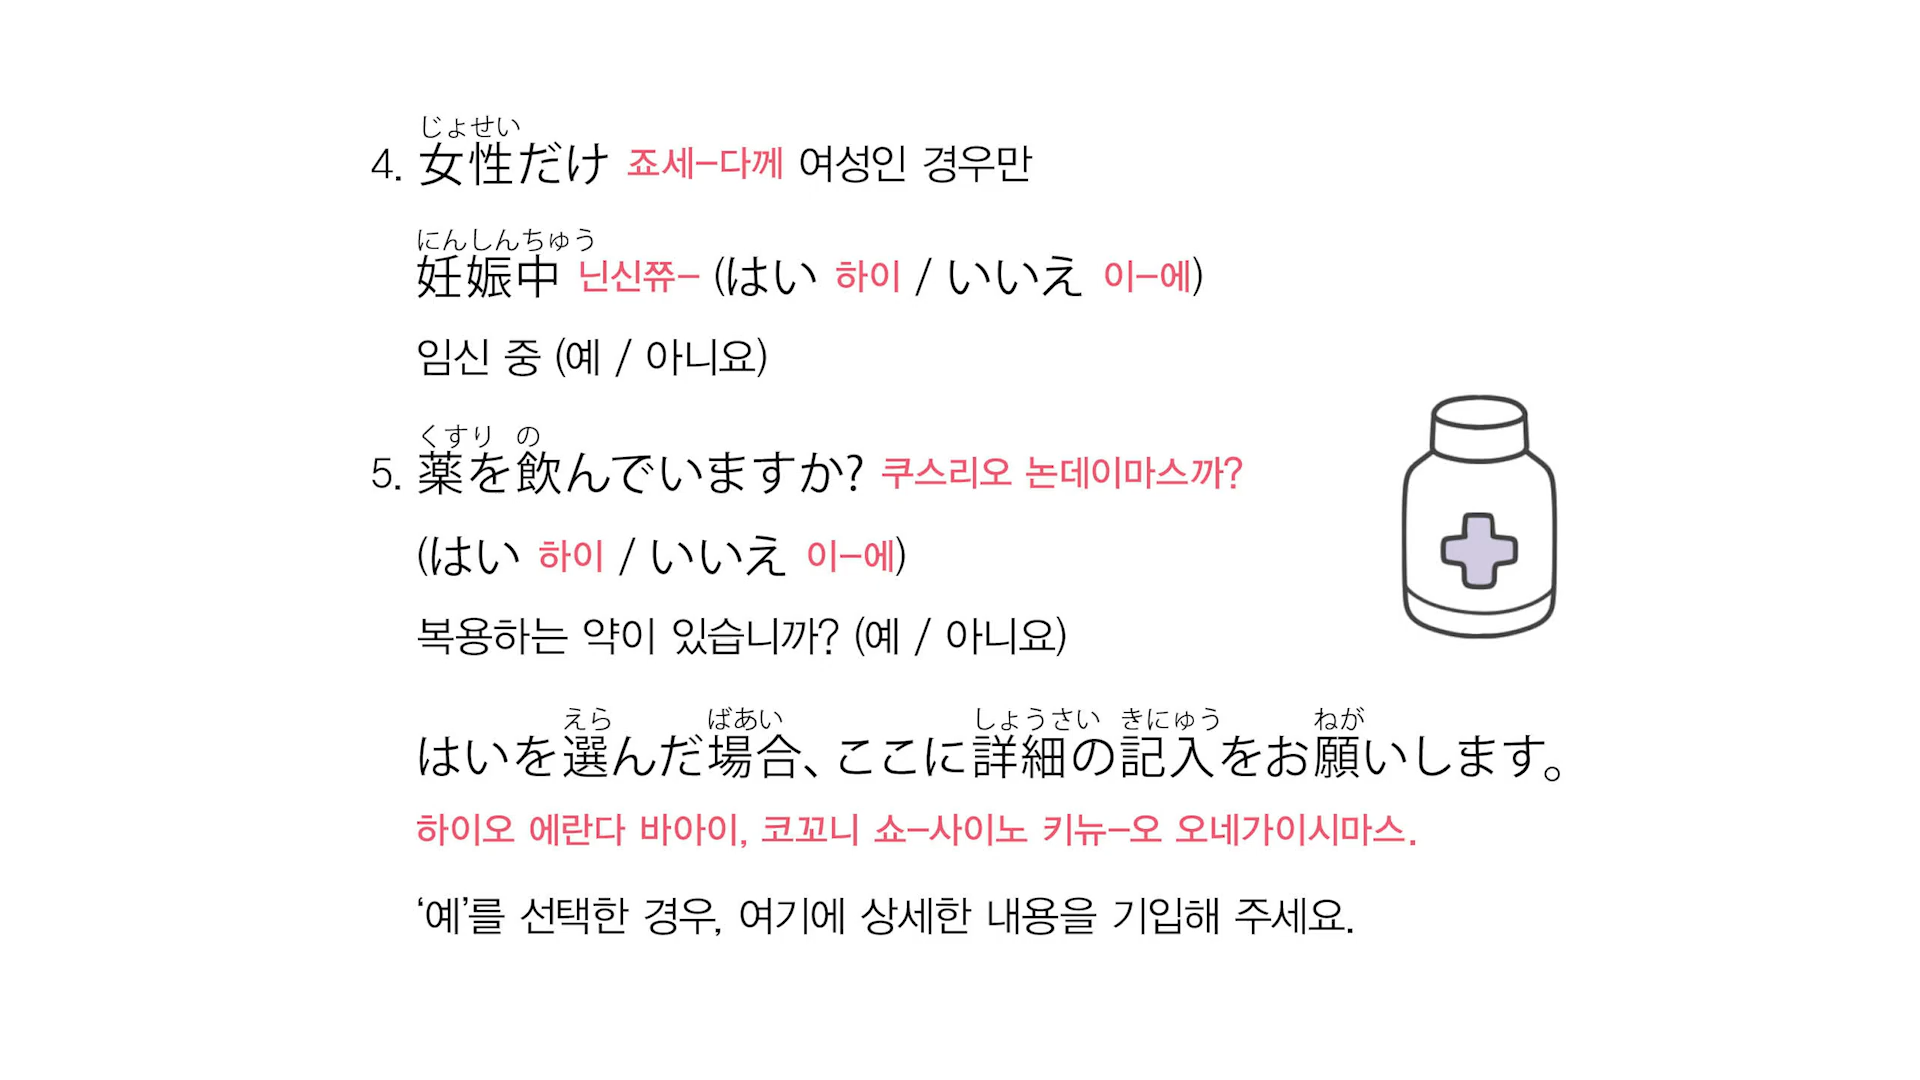 じょせい
4. 女性だけ 죠세-다께 여성인 경우만
にんしんちゅう
妊娠中 닌신쮸- (はい 하이 / いいえ 이-에)
임신 중 (예 / 아니요)
くすり の
5. 薬を飲んでいますか? 쿠스리오 논데이마스까?
(はい 하이 / いいえ 이-에)
복용하는 약이 있습니까? (예 / 아니요)
えら ばあい しょうさい きにゅう ねが
はいを選んだ場合、ここに詳細の記入をお願いします。
하이오 에란다 바아이, 코꼬니 쇼-사이노 키뉴-오 오네가이시마스.
‘예’를 선택한 경우, 여기에 상세한 내용을 기입해 주세요.